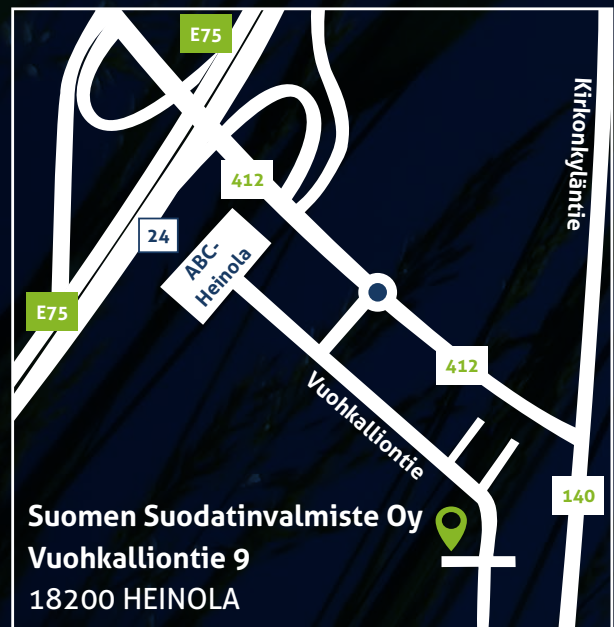 E75
Kirkonkyläntie
412
24
ABC-
Heinola
E75
412
Vuohkalliontie
140
Suomen Suodatinvalmiste Oy
Vuohkalliontie 9
18200 HEINOLA